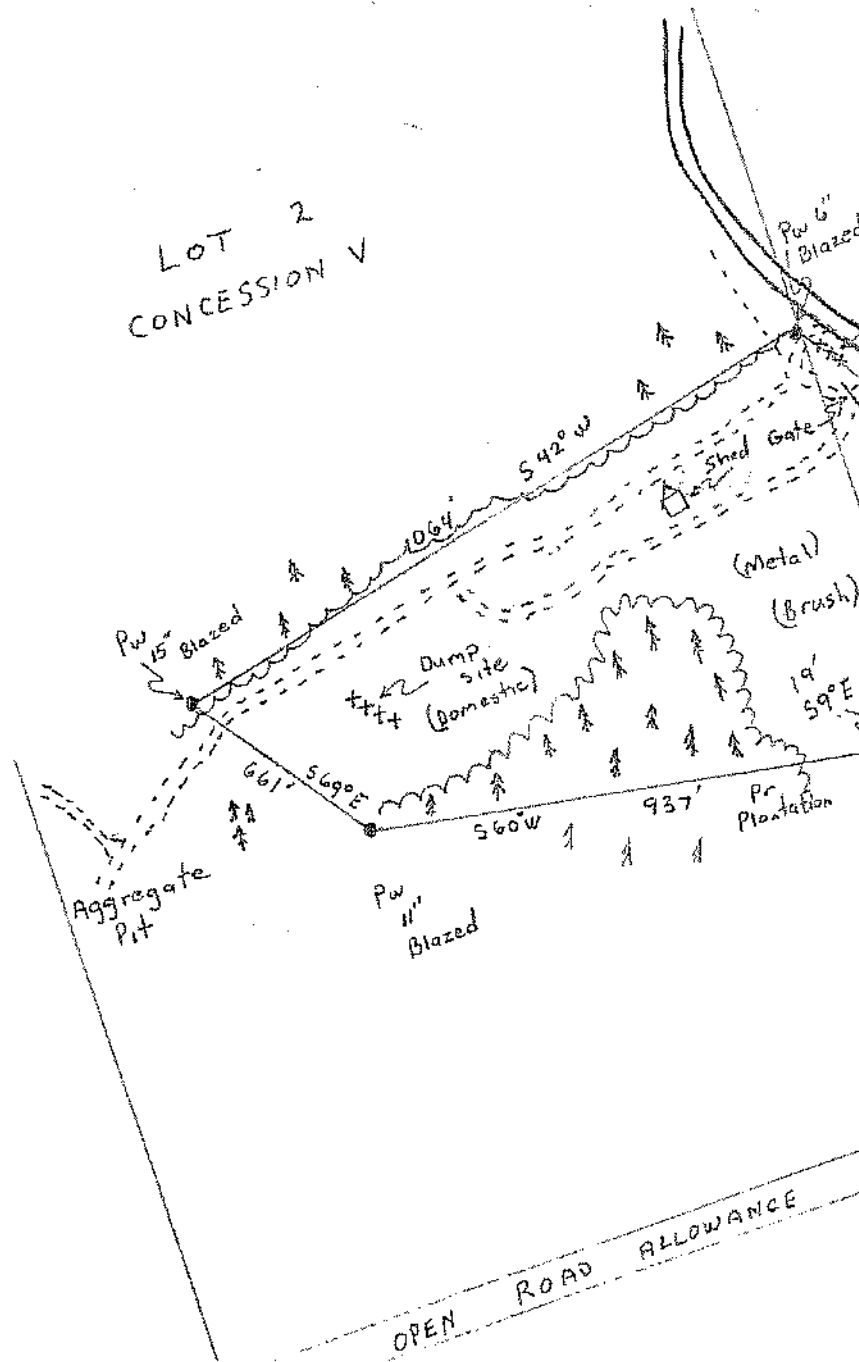 LOT 2
CONCESSION V
Pw 6"
Blazed
S 42° W
1064'
Shed
Gate
(Metal)
(Brush)
Pw 15" Blazed
Dump
Site
(Domestic)
19'
S9°E
661'
S69°E
S60°W
937'
Pr
Plantation
Aggregate
Pit
Pw
11"
Blazed
OPEN ROAD ALLOWANCE